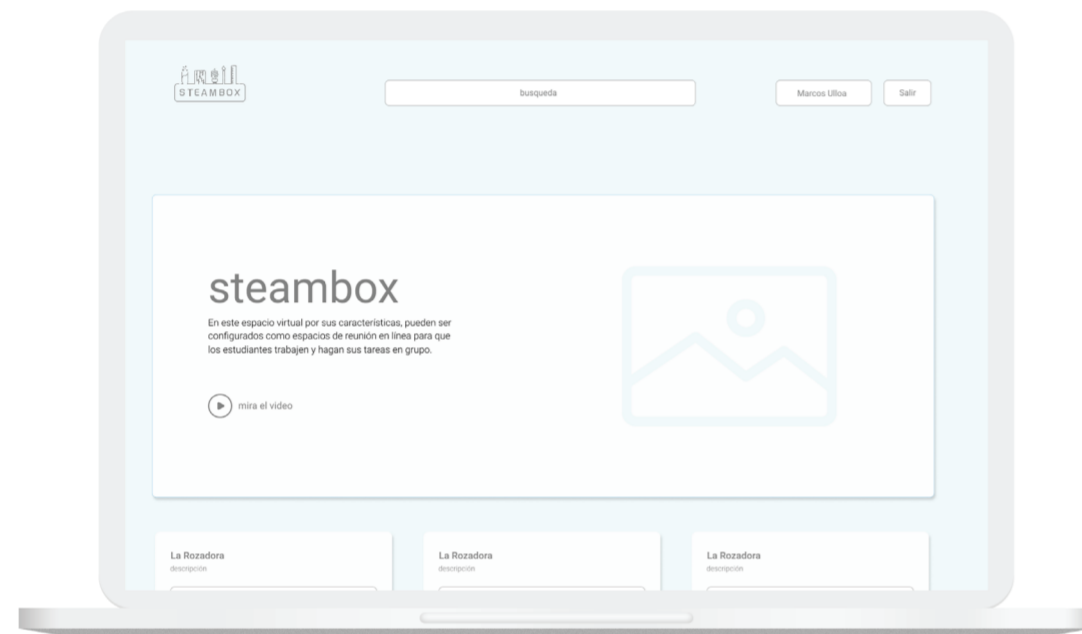 STEAMBOX
busqueda
Marcos Ulloa
Salir
steambox
En este espacio virtual por sus características, pueden ser
configurados como espacios de reunión en línea para que
los estudiantes trabajen y hagan sus tareas en grupo.
mira el video
La Rozadora
descripción
La Rozadora
descripción
La Rozadora
descripción